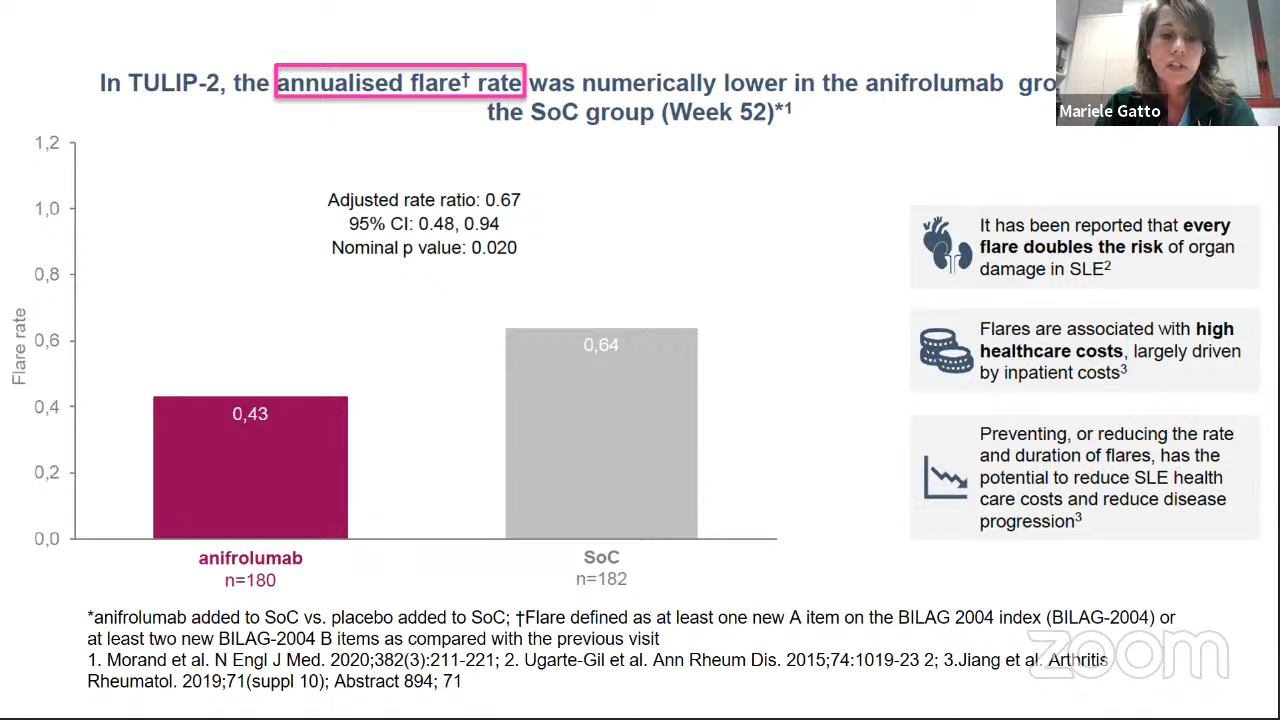 In TULIP-2, the annualised flare† rate was numerically lower in the anifrolumab gro
the SoC group (Week 52)*1
Mariele Gatto
1,2
1,0
0,8
0,6
0,4
0,2
0,0
Flare rate
Adjusted rate ratio: 0.67
95% CI: 0.48, 0.94
Nominal p value: 0.020
0,43
0,64
anifrolumab
n=180
SoC
n=182
It has been reported that every
flare doubles the risk of organ
damage in SLE2
Flares are associated with high
healthcare costs, largely driven
by inpatient costs3
Preventing, or reducing the rate
and duration of flares, has the
potential to reduce SLE health
care costs and reduce disease
progression3
*anifrolumab added to SoC vs. placebo added to SoC; †Flare defined as at least one new A item on the BILAG 2004 index (BILAG-2004) or
at least two new BILAG-2004 B items as compared with the previous visit
1. Morand et al. N Engl J Med. 2020;382(3):211-221; 2. Ugarte-Gil et al. Ann Rheum Dis. 2015;74:1019-23 2; 3.Jiang et al. Arthritis
Rheumatol. 2019;71(suppl 10); Abstract 894; 71
zoom